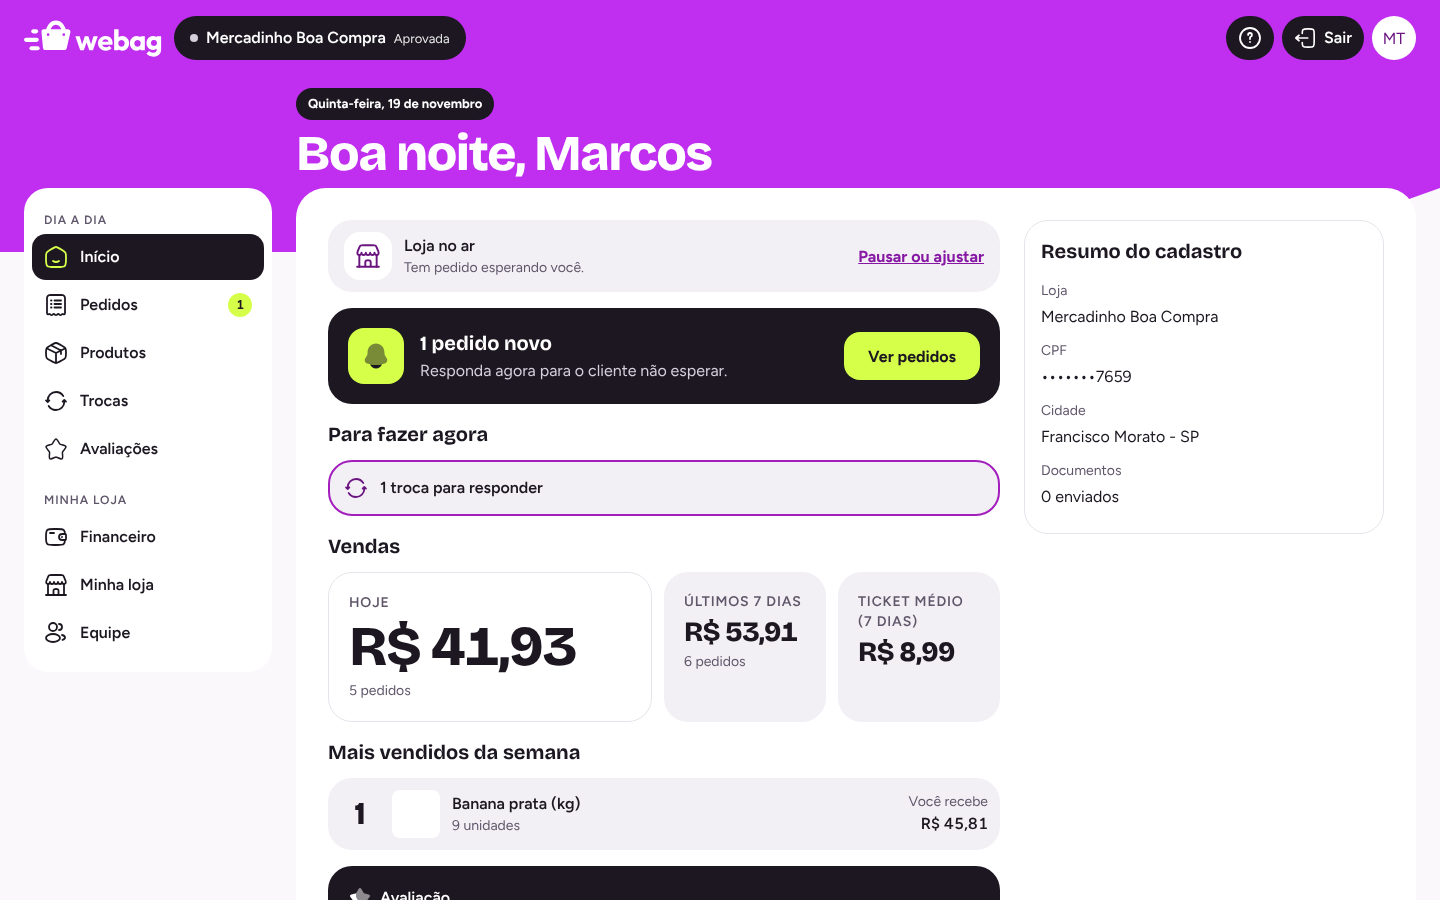 webag
Mercadinho Boa Compra Aprovada
Sair
MT
Quinta-feira, 19 de novembro
Boa noite, Marcos
DIA A DIA
Início
Pedidos
1
Produtos
Trocas
Avaliações
MINHA LOJA
Financeiro
Minha loja
Equipe
Loja no ar
Tem pedido esperando você.
Pausar ou ajustar
1 pedido novo
Responda agora para o cliente não esperar.
Ver pedidos
Para fazer agora
1 troca para responder
Vendas
HOJE
R$ 41,93
5 pedidos
ÚLTIMOS 7 DIAS
R$ 53,91
6 pedidos
TICKET MÉDIO
(7 DIAS)
R$ 8,99
Mais vendidos da semana
1
Banana prata (kg)
9 unidades
Você recebe
R$ 45,81
Avaliação
Resumo do cadastro
Loja
Mercadinho Boa Compra
CPF
•••••••7659
Cidade
Francisco Morato - SP
Documentos
0 enviados